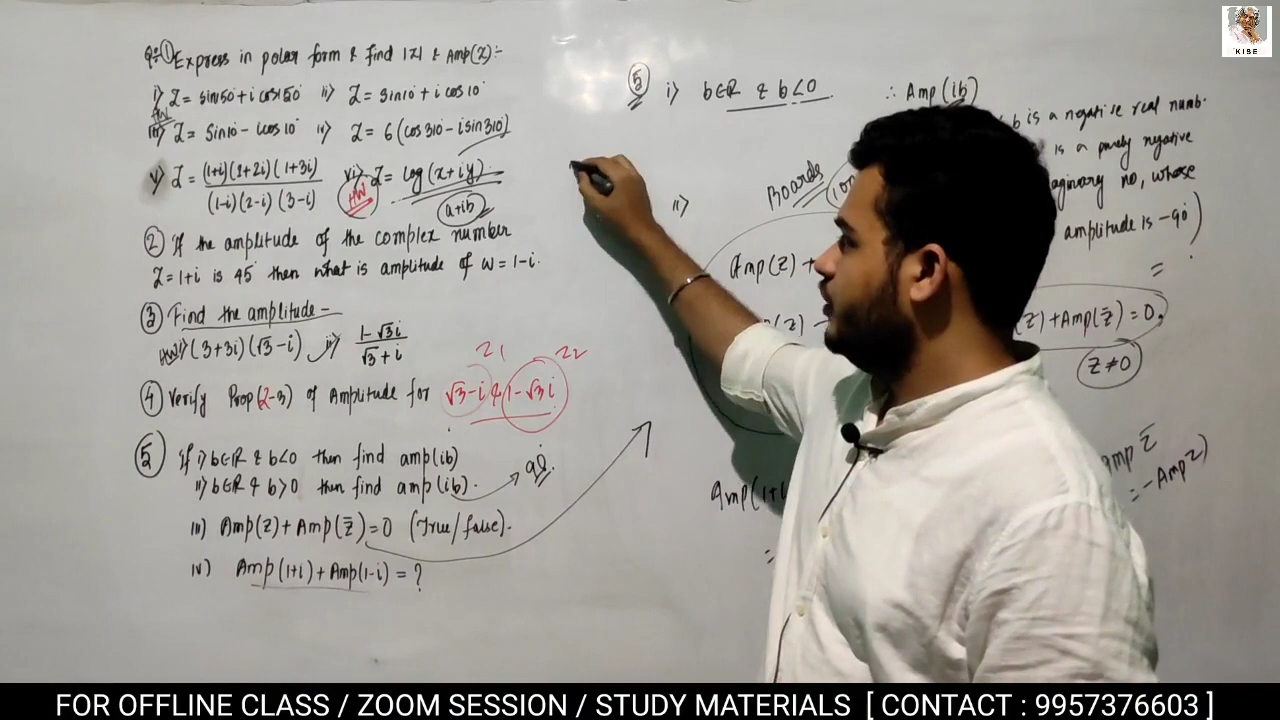 Q:-① Express in polar form & find |z| & Amp(z):-
i) z = sin50° + i cos150° ii) z = sin10° + i cos10°
HW
iii) z = sin10° - i cos10° iv) z = 6(cos310° - i sin310°)
v) z = (1+i)(1+2i)(1+3i) / (1-i)(2-i)(3-i) vi) z = log(x+iy)
HW
a+ib
② If the amplitude of the complex number
z = 1+i is 45° then what is amplitude of w = 1-i.
③ Find the amplitude -
HW i) (3+3i)(√3-i) ii) 1-√3i / √3+i
z1 z2
④ Verify Prop(2-3) of Amplitude for √3-i & 1-√3i
⑤ If i) b∈R & b<0 then find amp(ib)
ii) b∈R & b>0 then find amp(ib). → 90°.
iii) Amp(z) + Amp(z̄) = 0 (True/false).
iv) Amp(1+i) + Amp(1-i) = ?
⑤ i) b∈R & b<0 ∴ Amp(ib)
b is a negative real numb.
is a purely negative
no, whose
amplitude is -90°)
=
ii) Boards
Amp(z) +
(z) + Amp(z̄) = 0.
z≠0
Amp z̄
= -Amp z)
Amp(1+i
=
KISE
FOR OFFLINE CLASS / ZOOM SESSION / STUDY MATERIALS [ CONTACT : 9957376603 ]